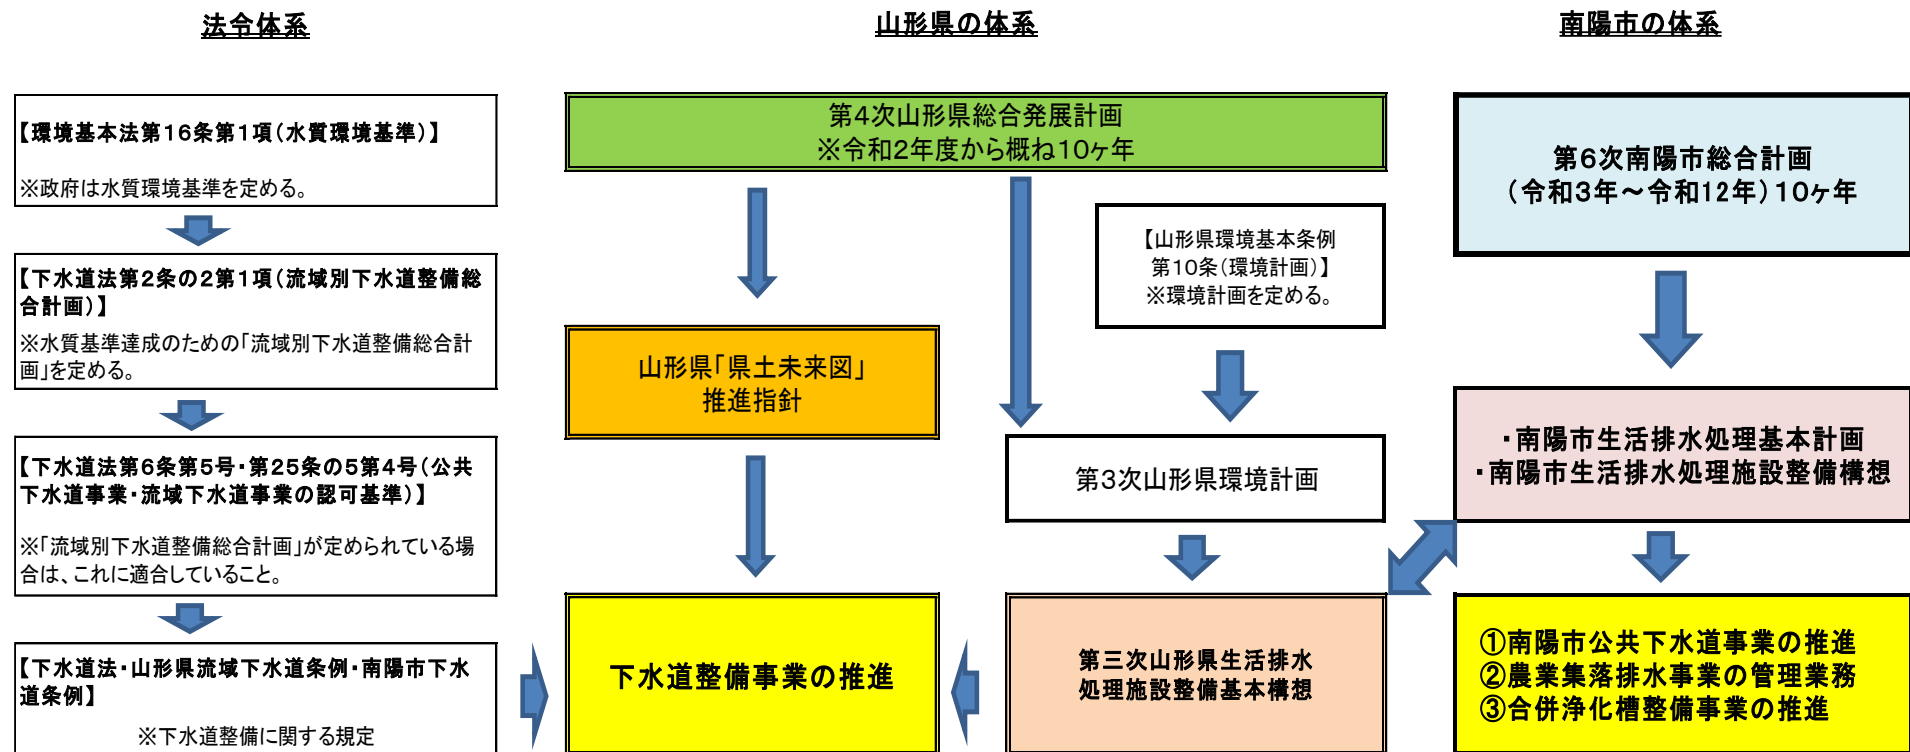 法令体系
山形県の体系
南陽市の体系
【環境基本法第16条第1項(水質環境基準)】
※政府は水質環境基準を定める。
【下水道法第2条の2第1項(流域別下水道整備総
合計画)】
※水質基準達成のための「流域別下水道整備総合計
画」を定める。
【下水道法第6条第5号・第25条の5第4号(公共
下水道事業・流域下水道事業の認可基準)】
※「流域別下水道整備総合計画」が定められている場
合は、これに適合していること。
【下水道法・山形県流域下水道条例・南陽市下水
道条例】
※下水道整備に関する規定
第4次山形県総合発展計画
※令和2年度から概ね10ヶ年
【山形県環境基本条例
第10条(環境計画)】
※環境計画を定める。
山形県「県土未来図」
推進指針
第3次山形県環境計画
下水道整備事業の推進
第三次山形県生活排水
処理施設整備基本構想
第6次南陽市総合計画
(令和3年～令和12年)10ヶ年
・南陽市生活排水処理基本計画
・南陽市生活排水処理施設整備構想
①南陽市公共下水道事業の推進
②農業集落排水事業の管理業務
③合併浄化槽整備事業の推進